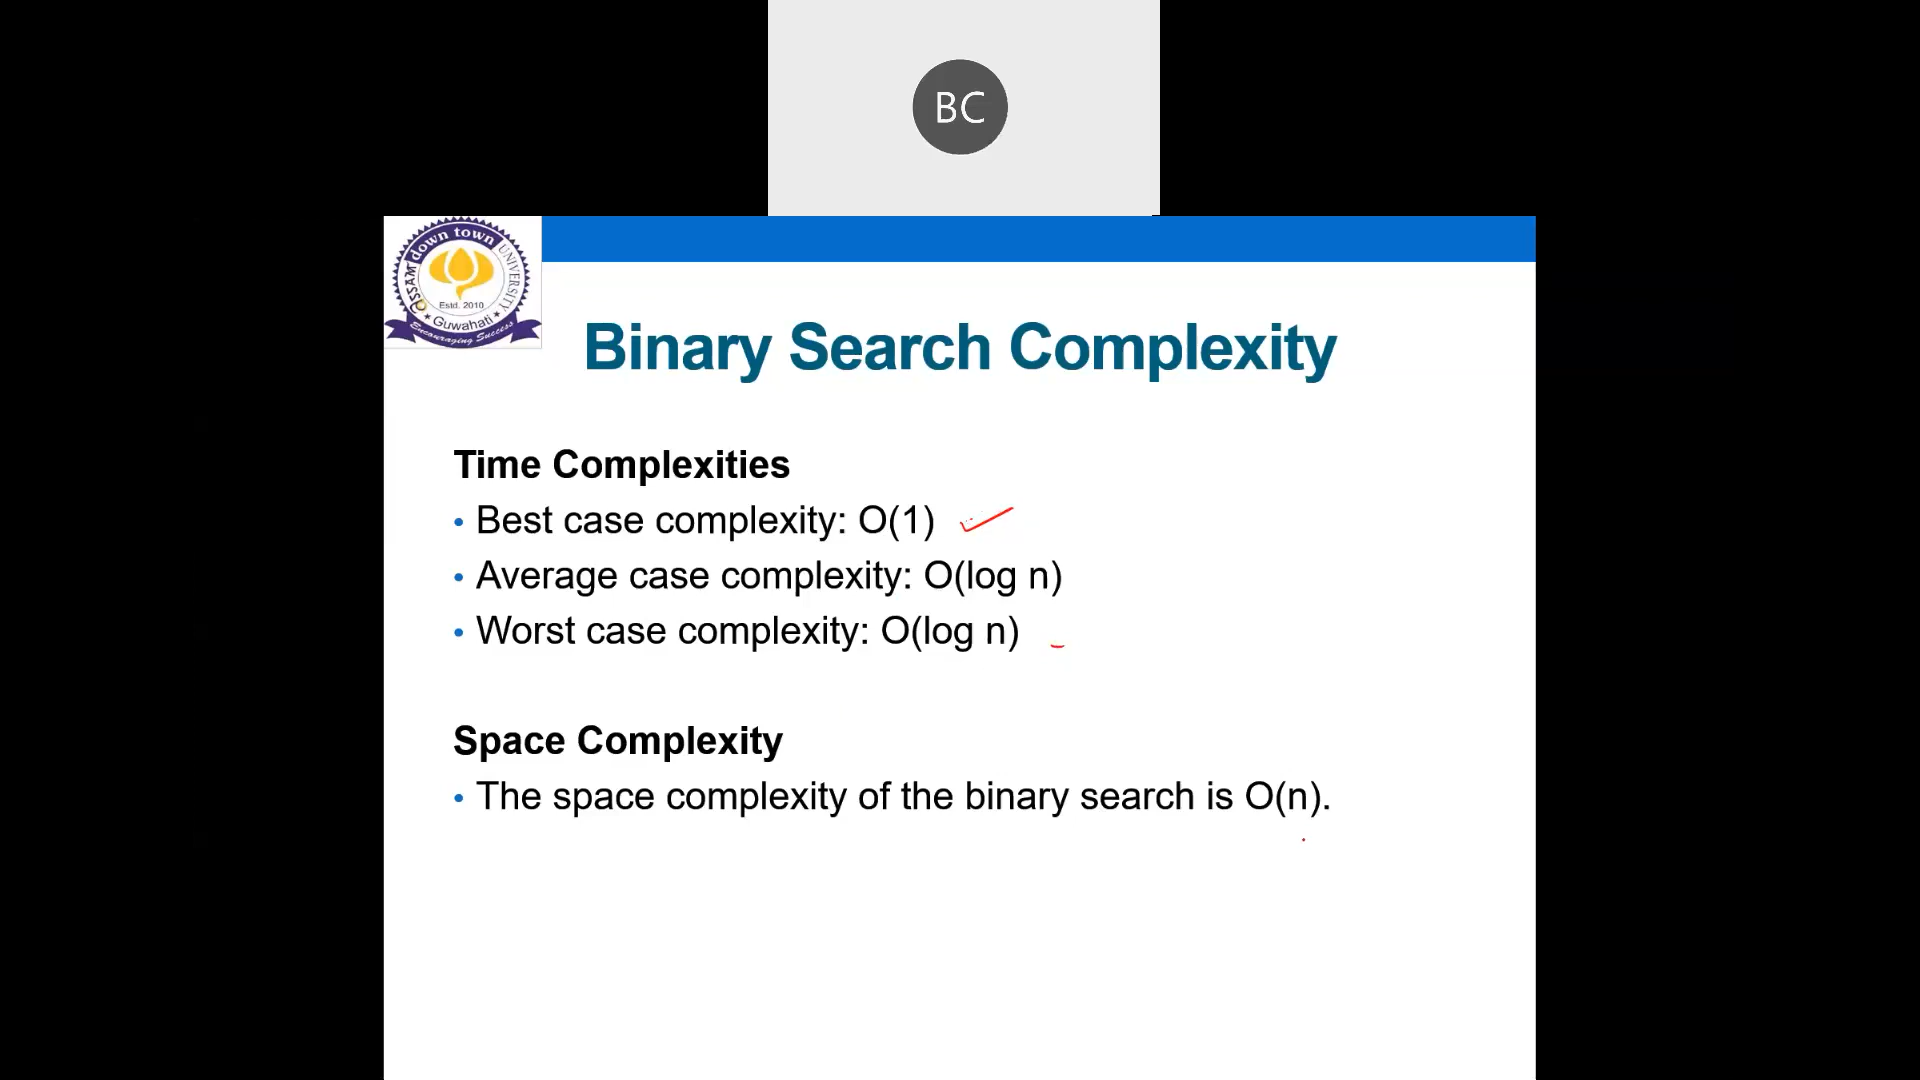 BC
assam down town UNIVERSITY
Estd. 2010
Guwahati
Encouraging Success
Binary Search Complexity
Time Complexities
• Best case complexity: O(1)
• Average case complexity: O(log n)
• Worst case complexity: O(log n)
Space Complexity
• The space complexity of the binary search is O(n).